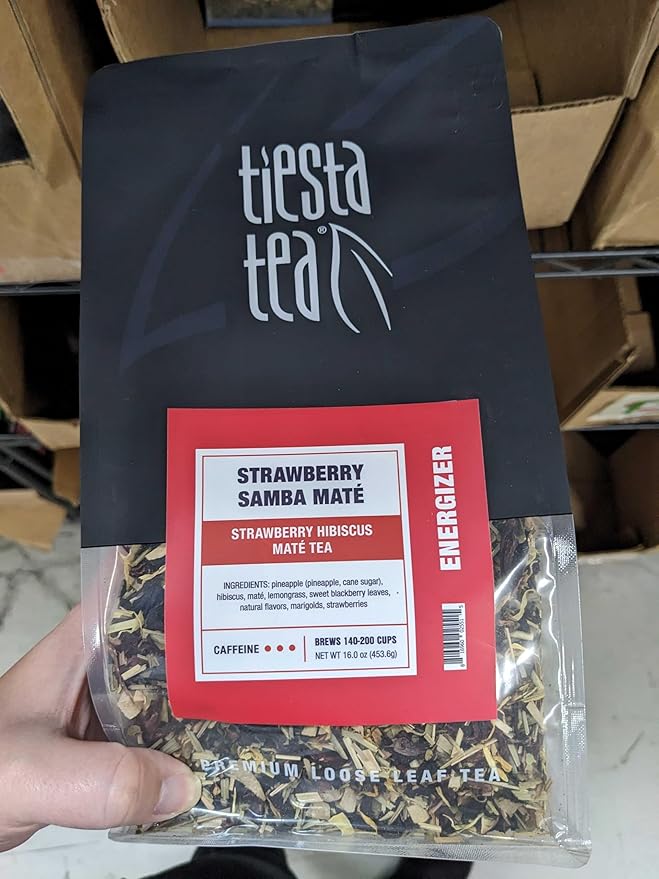 tiesta
tea®
STRAWBERRY
SAMBA MATÉ
STRAWBERRY HIBISCUS
MATÉ TEA
INGREDIENTS: pineapple (pineapple, cane sugar),
hibiscus, maté, lemongrass, sweet blackberry leaves,
natural flavors, marigolds, strawberries
CAFFEINE
BREWS 140-200 CUPS
NET WT 16.0 oz (453.6g)
ENERGIZER
PREMIUM LOOSE LEAF TEA